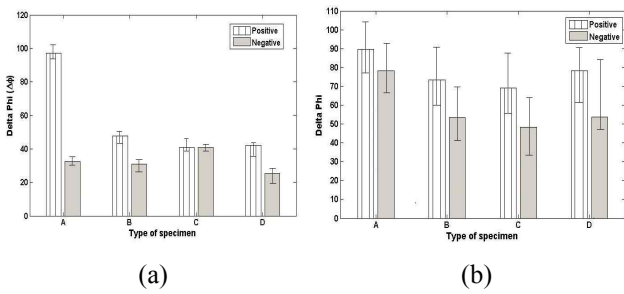 120
100
80
60
40
20
0
Delta Phi (Δϕ)
Positive
Negative
A B C D
Type of specimen
(a)
110
100
90
80
70
60
50
40
30
20
10
0
Delta Phi
Positive
Negative
A B C D
Type of specimen
(b)